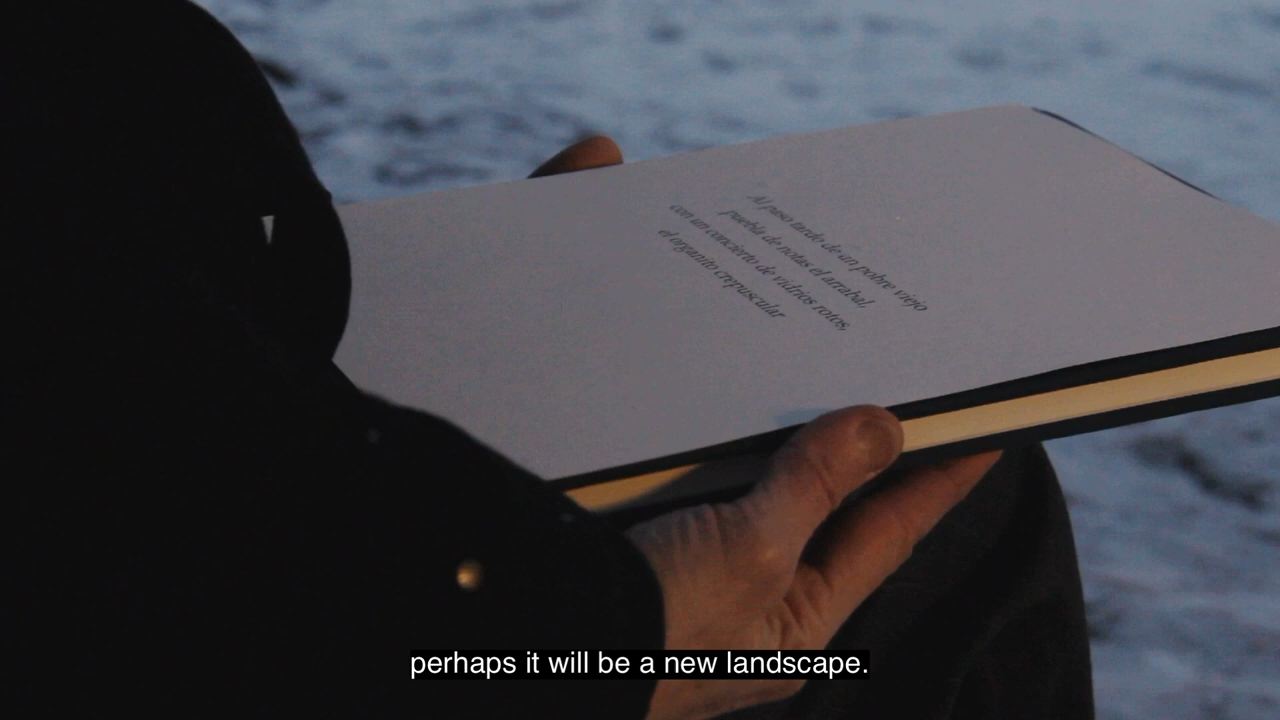 Al paso tardo de un pobre viejo
puebla de notas el arrabal,
con un concierto de vidrios rotos,
el organito crepuscular
perhaps it will be a new landscape.